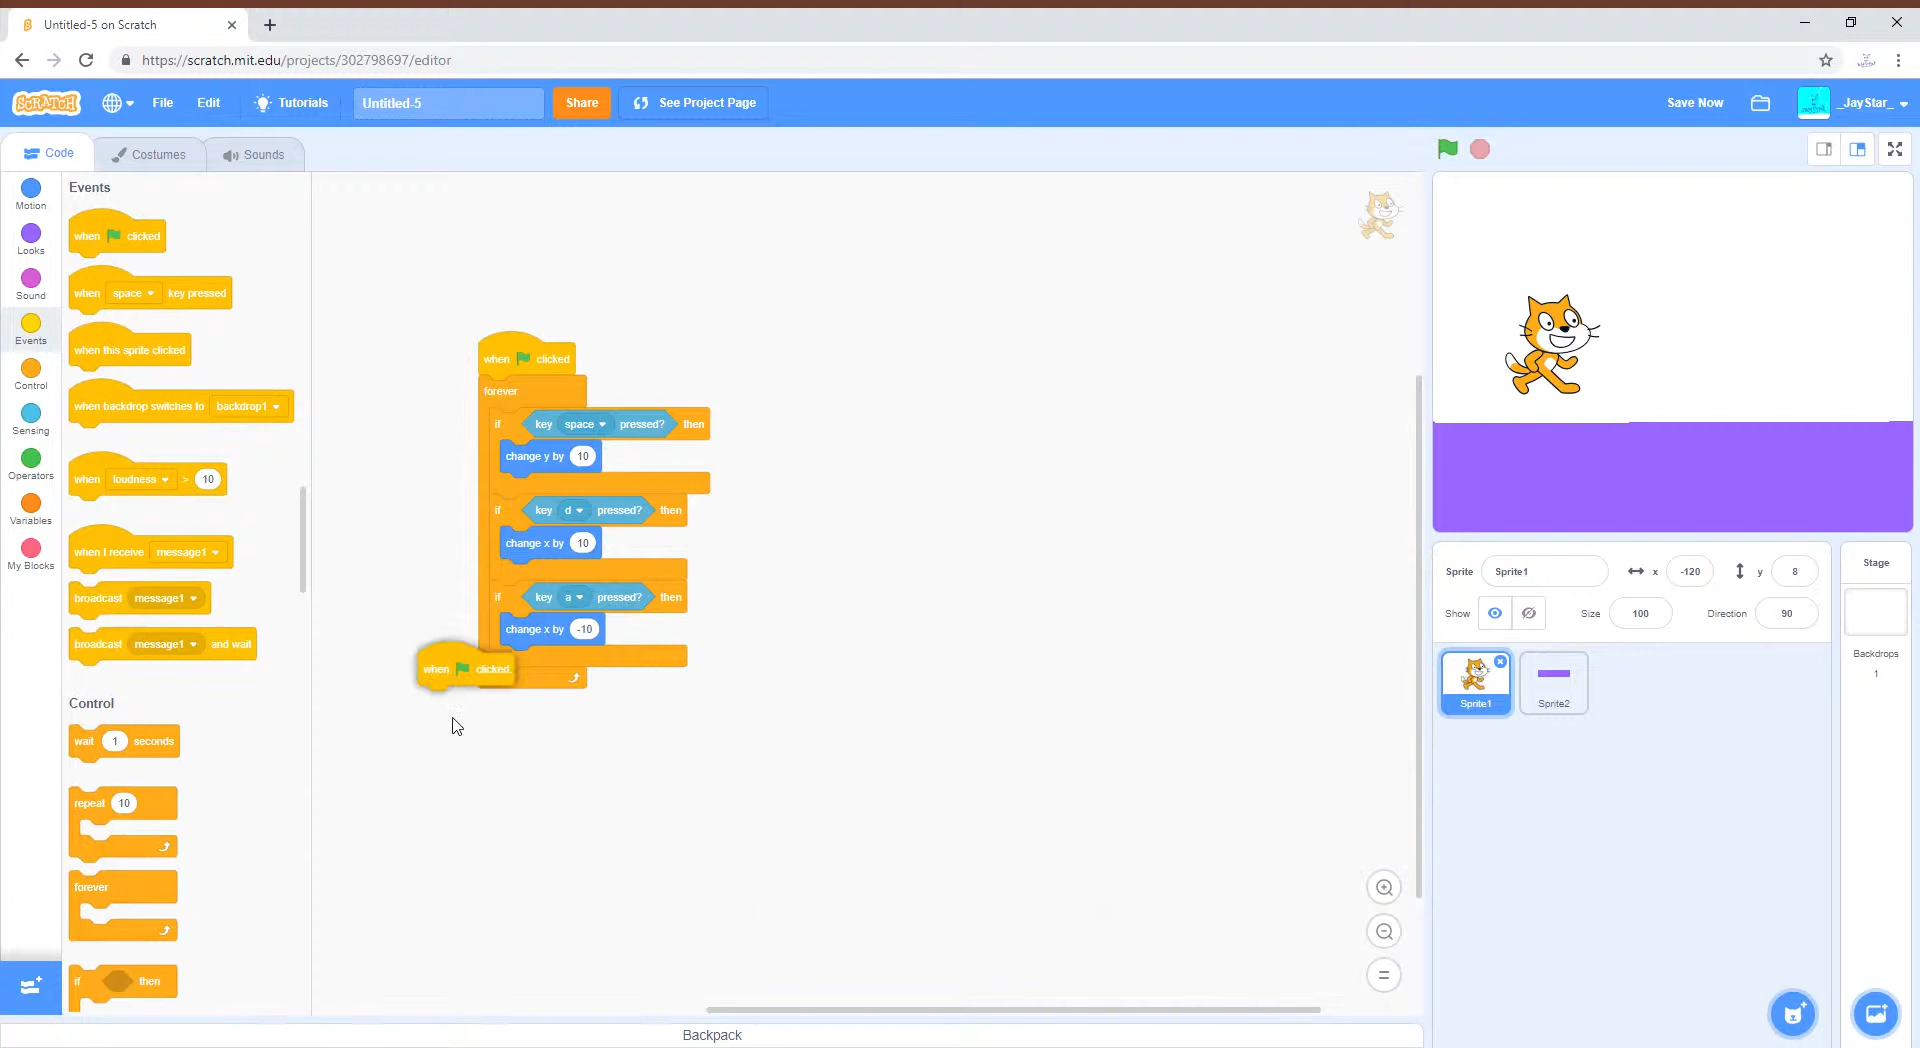 Untitled-5 on Scratch
https://scratch.mit.edu/projects/302798697/editor
SCRATCH
File
Edit
Tutorials
Untitled-5
Share
See Project Page
Save Now
_JayStar_
Code
Costumes
Sounds
Motion
Looks
Sound
Events
Control
Sensing
Operators
Variables
My Blocks
Events
when clicked
when space key pressed
when this sprite clicked
when backdrop switches to backdrop1
when loudness > 10
when I receive message1
broadcast message1
broadcast message1 and wait
Control
wait 1 seconds
repeat 10
forever
if then
when clicked
forever
if key space pressed? then
change y by 10
if key d pressed? then
change x by 10
if key a pressed? then
change x by -10
when clicked
Sprite Sprite1 x -120 y 8
Show Size 100 Direction 90
Sprite1
Sprite2
Stage
Backdrops
1
Backpack